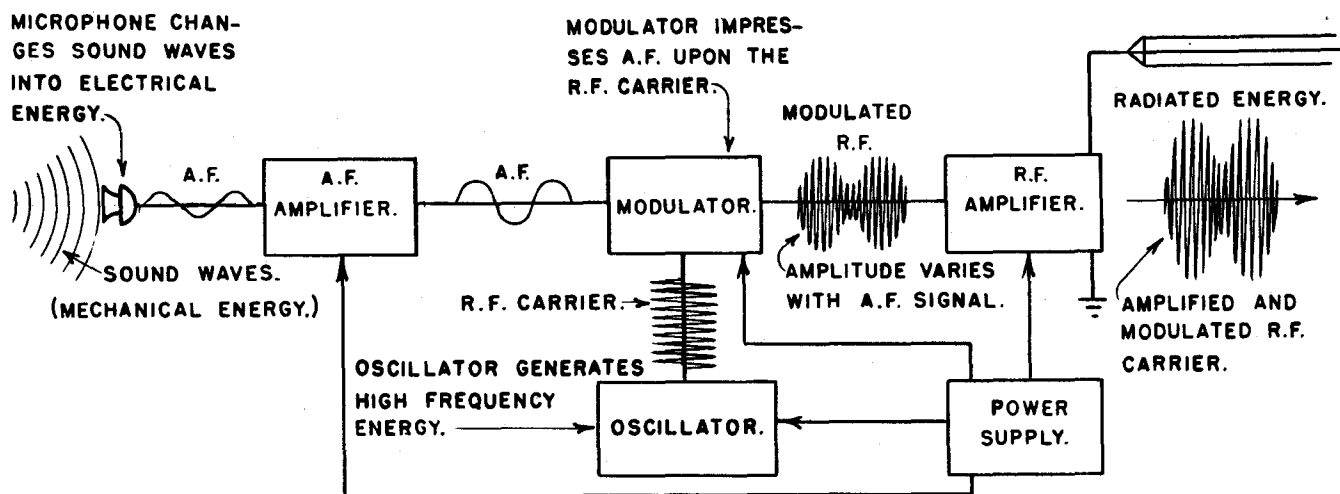 MICROPHONE CHAN-
GES SOUND WAVES
INTO ELECTRICAL
ENERGY.
MODULATOR IMPRES-
SES A.F. UPON THE
R.F. CARRIER.
RADIATED ENERGY.
MODULATED
R.F.
A.F.
A.F.
AMPLIFIER.
A.F.
MODULATOR.
R.F.
AMPLIFIER.
SOUND WAVES.
(MECHANICAL ENERGY.)
R.F. CARRIER.
AMPLITUDE VARIES
WITH A.F. SIGNAL.
AMPLIFIED AND
MODULATED R.F.
CARRIER.
OSCILLATOR GENERATES
HIGH FREQUENCY
ENERGY.
OSCILLATOR.
POWER
SUPPLY.